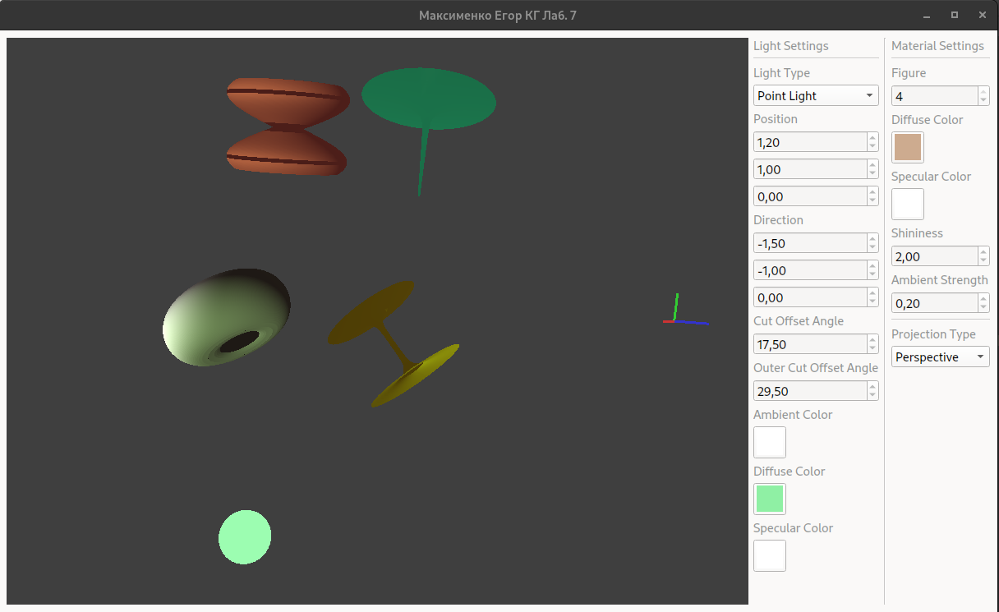 Максименко Егор КГ Лаб. 7
Light Settings
Light Type
Point Light
Position
1,20
1,00
0,00
Direction
-1,50
-1,00
0,00
Cut Offset Angle
17,50
Outer Cut Offset Angle
29,50
Ambient Color
Diffuse Color
Specular Color
Material Settings
Figure
4
Diffuse Color
Specular Color
Shininess
2,00
Ambient Strength
0,20
Projection Type
Perspective